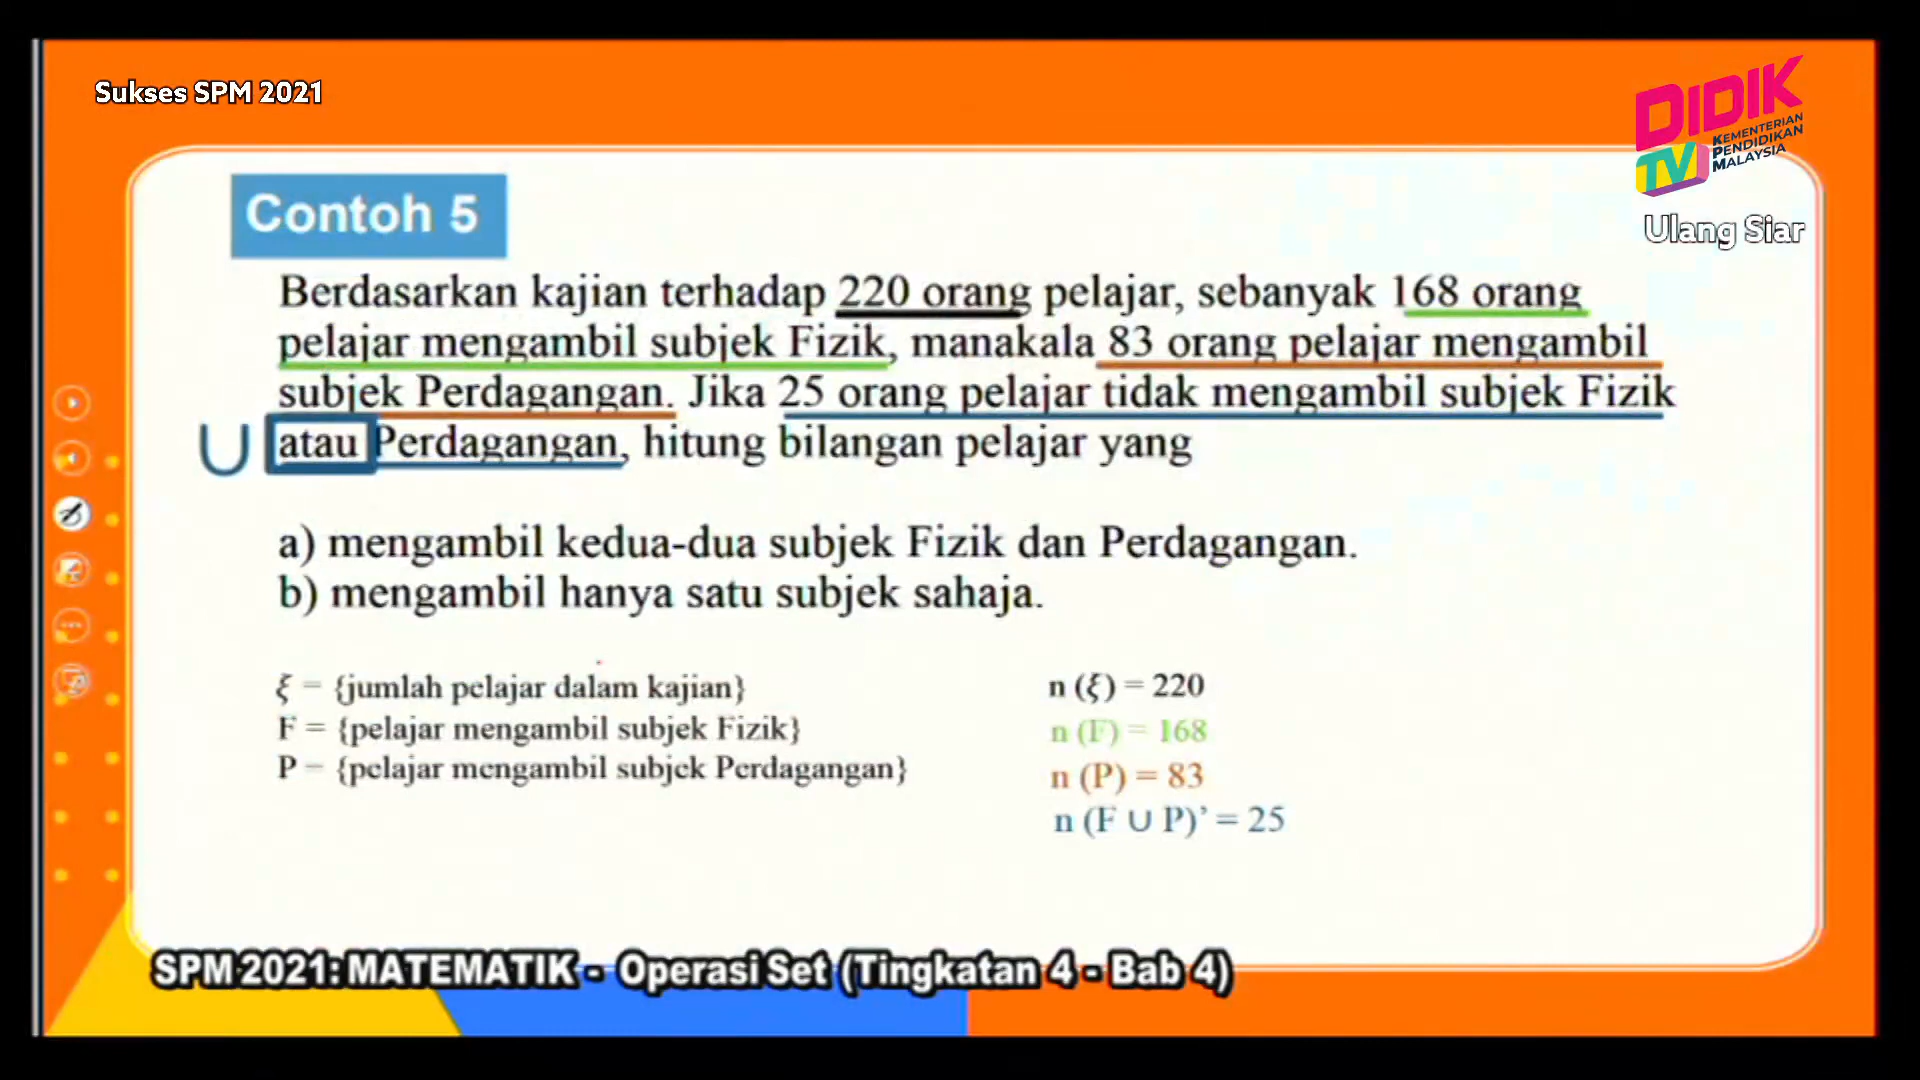 Sukses SPM 2021
DIDIK
TV
KEMENTERIAN
PENDIDIKAN
MALAYSIA
Ulang Siar
Contoh 5
Berdasarkan kajian terhadap 220 orang pelajar, sebanyak 168 orang
pelajar mengambil subjek Fizik, manakala 83 orang pelajar mengambil
subjek Perdagangan. Jika 25 orang pelajar tidak mengambil subjek Fizik
∪ atau Perdagangan, hitung bilangan pelajar yang
a) mengambil kedua-dua subjek Fizik dan Perdagangan.
b) mengambil hanya satu subjek sahaja.
ξ = {jumlah pelajar dalam kajian}
F = {pelajar mengambil subjek Fizik}
P = {pelajar mengambil subjek Perdagangan}
n (ξ) = 220
n (F) = 168
n (P) = 83
n (F ∪ P)’ = 25
SPM 2021: MATEMATIK - Operasi Set (Tingkatan 4 - Bab 4)